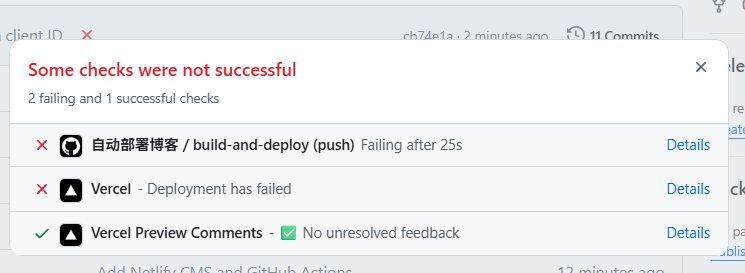 client ID
cb74e1a · 2 minutes ago
11 Commits
Some checks were not successful
2 failing and 1 successful checks
自动部署博客 / build-and-deploy (push) Failing after 25s
Details
Vercel - Deployment has failed
Details
Vercel Preview Comments - ✅ No unresolved feedback
Details
Add Netlify CMS and GitHub Actions
12 minutes ago